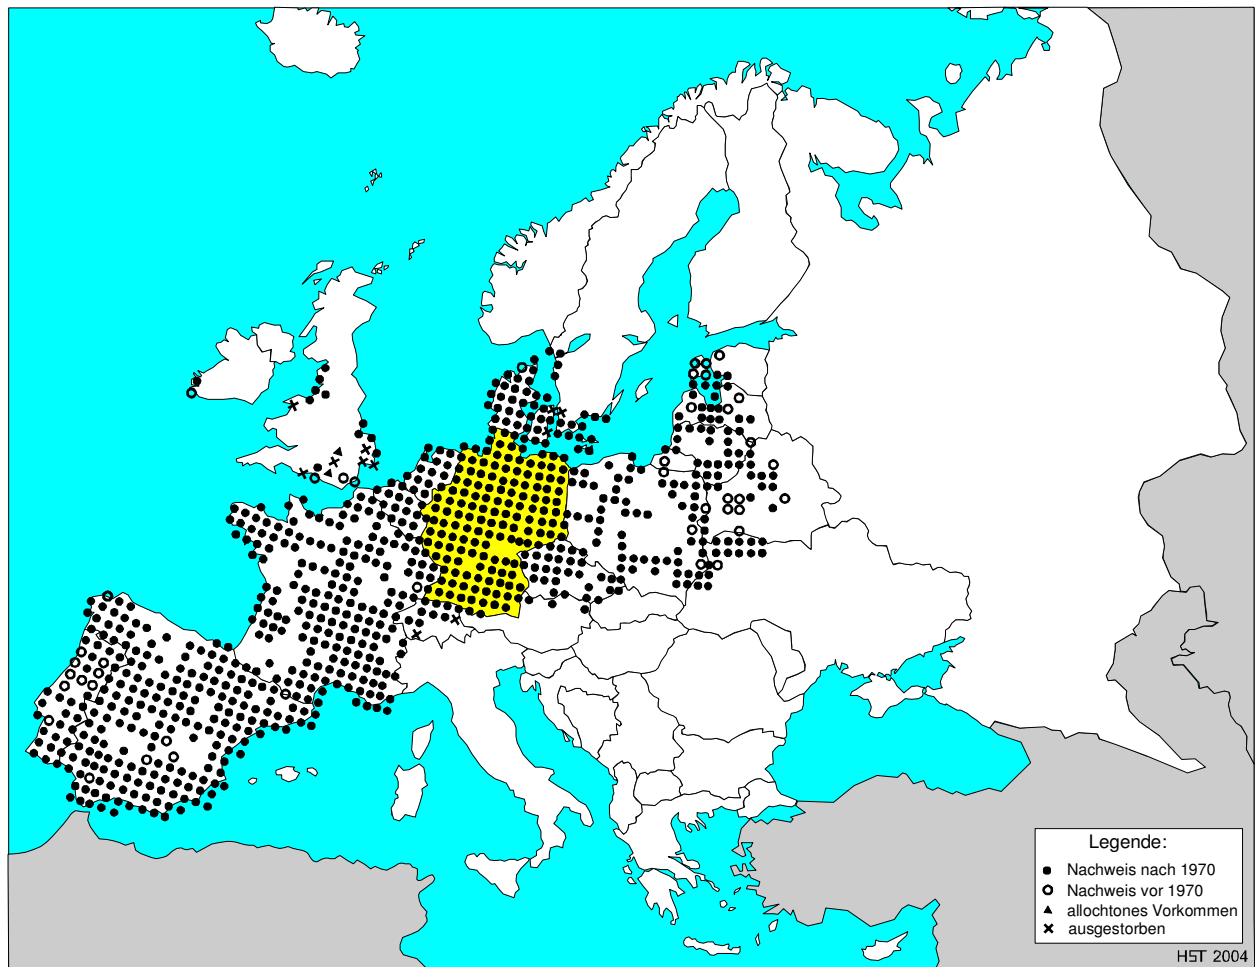 Legende:
Nachweis nach 1970
Nachweis vor 1970
allochtones Vorkommen
ausgestorben
HST 2004